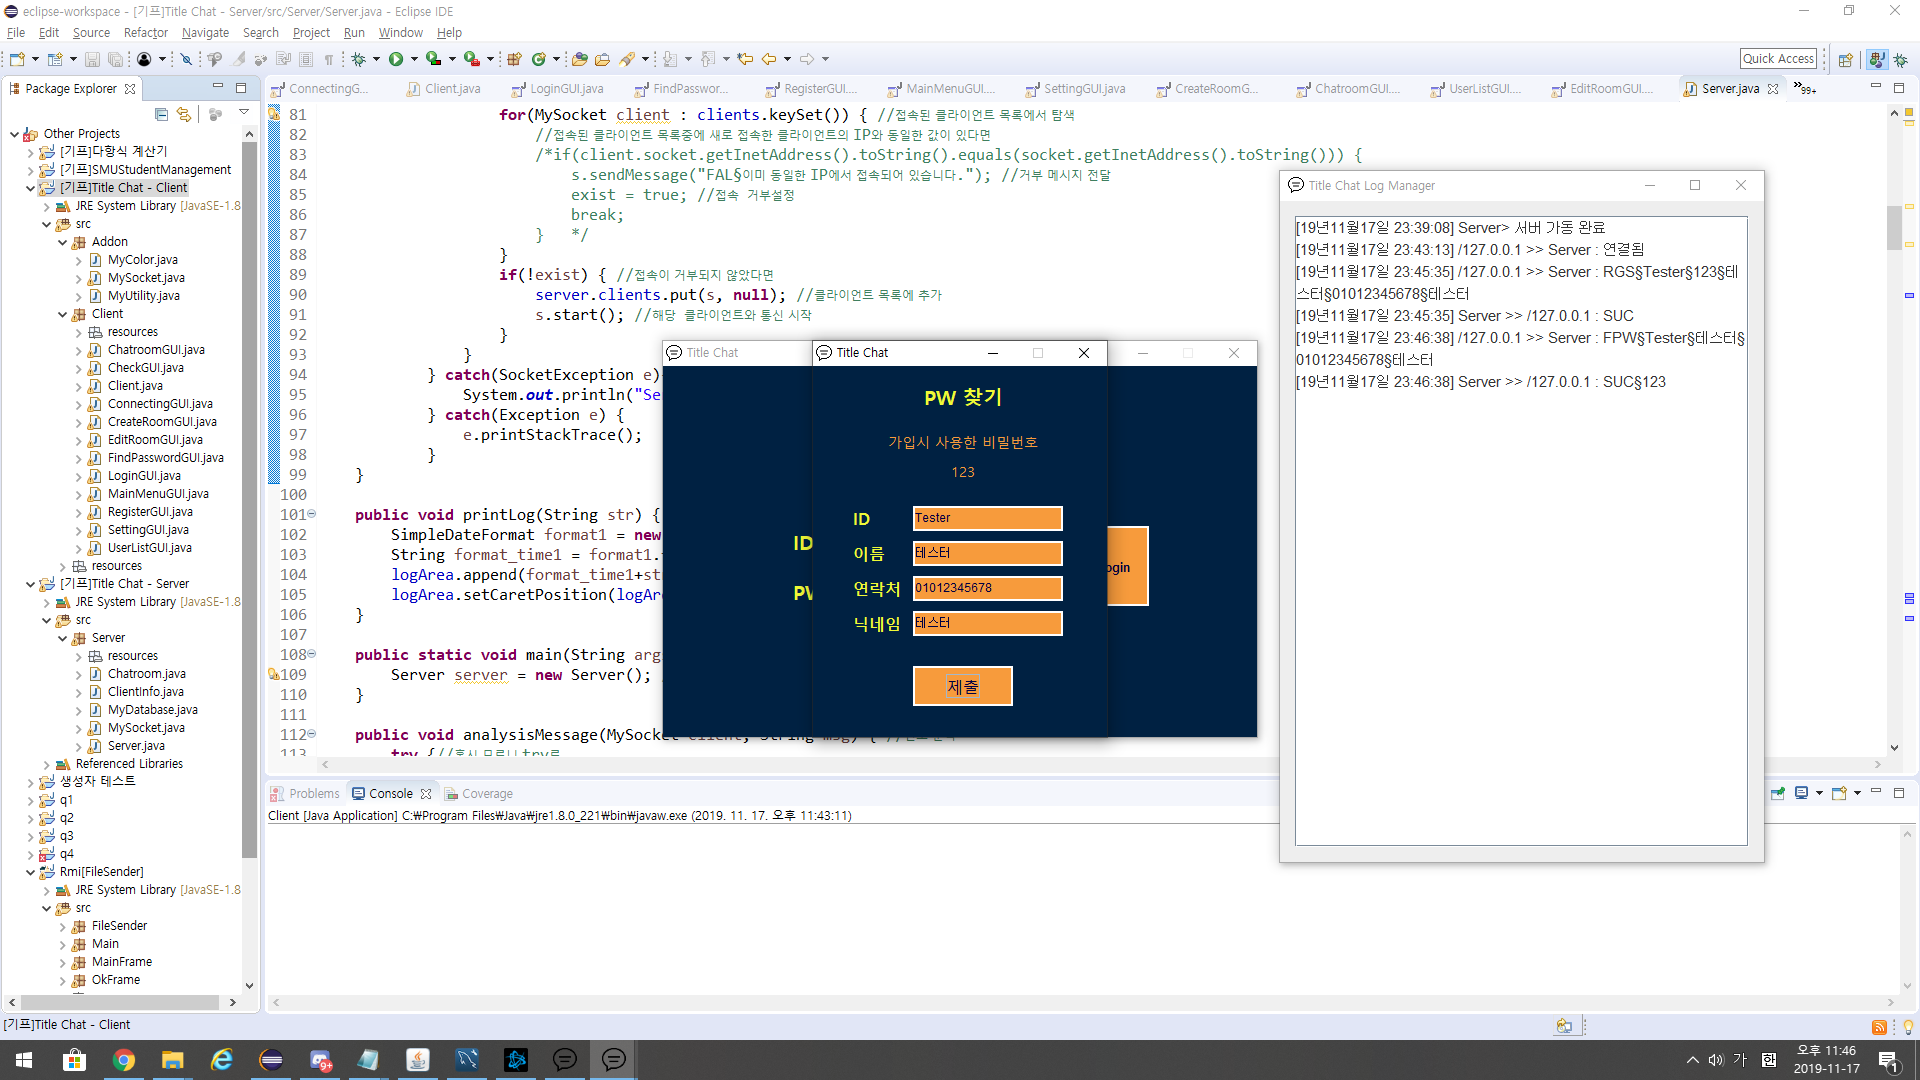 eclipse-workspace - [기프]Title Chat - Server/src/Server/Server.java - Eclipse IDE
File Edit Source Refactor Navigate Search Project Run Window Help
Quick Access
Package Explorer
ConnectingG... Client.java LoginGUI.java FindPasswor... RegisterGUI.... MainMenuGUI.... SettingGUI.java CreateRoomG... ChatroomGUI.... UserListGUI.... EditRoomGUI.... Server.java 99+
Other Projects
[기프]다항식 계산기
[기프]SMUStudentManagement
[기프]Title Chat - Client
JRE System Library [JavaSE-1.8
src
Addon
MyColor.java
MySocket.java
MyUtility.java
Client
resources
ChatroomGUI.java
CheckGUI.java
Client.java
ConnectingGUI.java
CreateRoomGUI.java
EditRoomGUI.java
FindPasswordGUI.java
LoginGUI.java
MainMenuGUI.java
RegisterGUI.java
SettingGUI.java
UserListGUI.java
resources
[기프]Title Chat - Server
JRE System Library [JavaSE-1.8
src
Server
resources
Chatroom.java
ClientInfo.java
MyDatabase.java
MySocket.java
Server.java
Referenced Libraries
생성자 테스트
q1
q2
q3
q4
Rmi[FileSender]
JRE System Library [JavaSE-1.8
src
FileSender
Main
MainFrame
OkFrame
81 for(MySocket client : clients.keySet()) { //접속된 클라이언트 목록에서 탐색
82 //접속된 클라이언트 목록중에 새로 접속한 클라이언트의 IP와 동일한 값이 있다면
83 /*if(client.socket.getInetAddress().toString().equals(socket.getInetAddress().toString())) {
84 s.sendMessage("FAL§이미 동일한 IP에서 접속되어 있습니다."); //거부 메시지 전달
85 exist = true; //접속 거부설정
86 break;
87 } */
88 }
89 if(!exist) { //접속이 거부되지 않았다면
90 server.clients.put(s, null); //클라이언트 목록에 추가
91 s.start(); //해당 클라이언트와 통신 시작
92 }
93 }
94 } catch(SocketException e)
95 System.out.println("Se
96 } catch(Exception e) {
97 e.printStackTrace();
98 }
99 }
100
101 public void printLog(String str) {
102 SimpleDateFormat format1 = new
103 String format_time1 = format1.
104 logArea.append(format_time1+st
105 logArea.setCaretPosition(logAr
106 }
107
108 public static void main(String arg
109 Server server = new Server();
110 }
111
112 public void analysisMessage(MySocket client, String msg) {
113 try {
Title Chat
ID
PW
ogin
Title Chat
PW 찾기
가입시 사용한 비밀번호
123
ID Tester
이름 테스터
연락처 01012345678
닉네임 테스터
제출
Title Chat Log Manager
[19년11월17일 23:39:08] Server> 서버 가동 완료
[19년11월17일 23:43:13] /127.0.0.1 >> Server : 연결됨
[19년11월17일 23:45:35] /127.0.0.1 >> Server : RGS§Tester§123§테
스터§01012345678§테스터
[19년11월17일 23:45:35] Server >> /127.0.0.1 : SUC
[19년11월17일 23:46:38] /127.0.0.1 >> Server : FPW§Tester§테스터§
01012345678§테스터
[19년11월17일 23:46:38] Server >> /127.0.0.1 : SUC§123
Problems Console Coverage
Client [Java Application] C:₩Program Files₩Java₩jre1.8.0_221₩bin₩javaw.exe (2019. 11. 17. 오후 11:43:11)
[기프]Title Chat - Client
9+
가
오후 11:46
2019-11-17
1